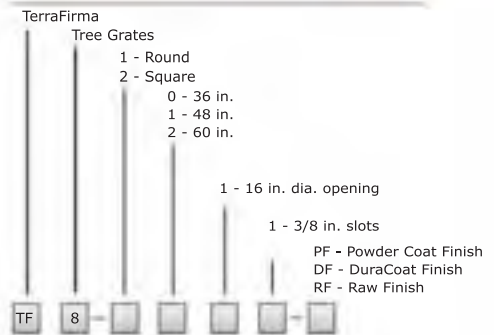 TerraFirma
Tree Grates
1 - Round
2 - Square
0 - 36 in.
1 - 48 in.
2 - 60 in.
1 - 16 in. dia. opening
1 - 3/8 in. slots
PF - Powder Coat Finish
DF - DuraCoat Finish
RF - Raw Finish
TF 8 - -